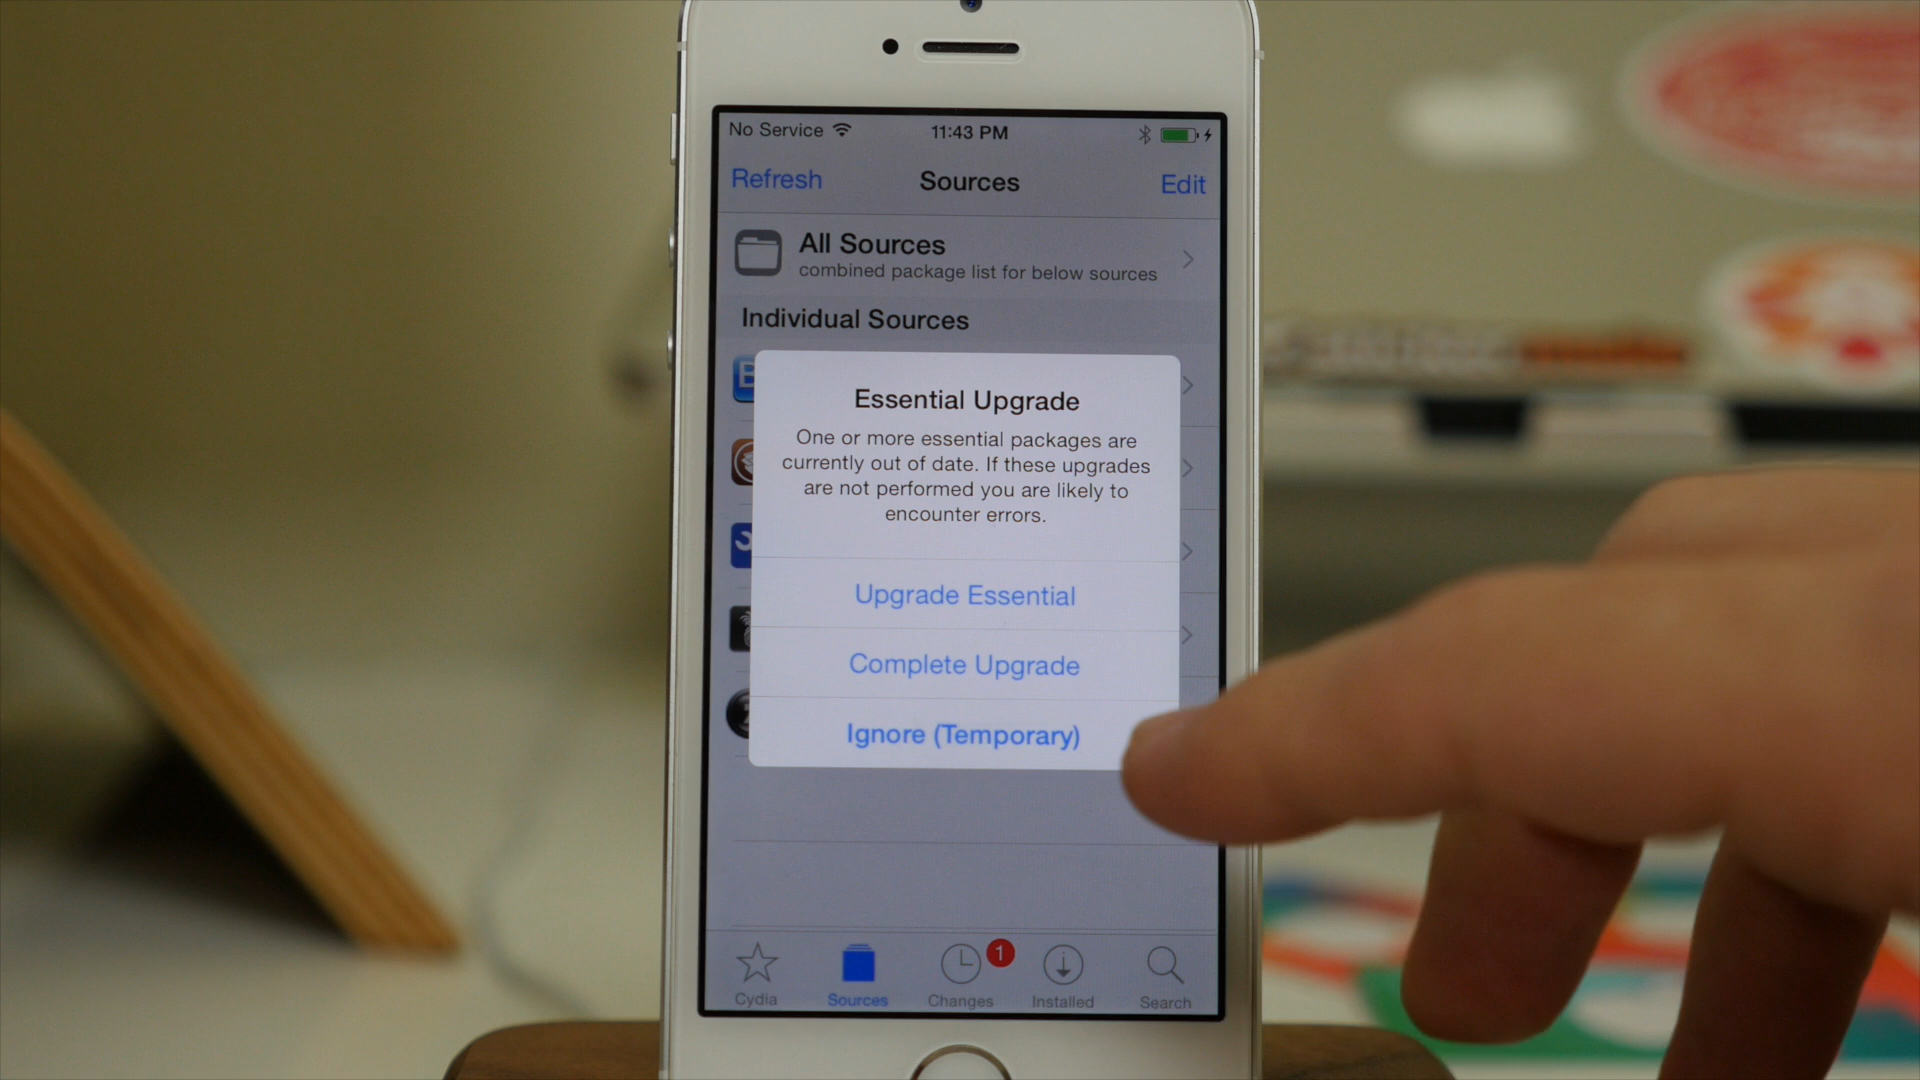 No Service
11:43 PM
Refresh
Sources
Edit
All Sources
combined package list for below sources
Individual Sources
Essential Upgrade
One or more essential packages are
currently out of date. If these upgrades
are not performed you are likely to
encounter errors.
Upgrade Essential
Complete Upgrade
Ignore (Temporary)
1
Cydia
Sources
Changes
Installed
Search